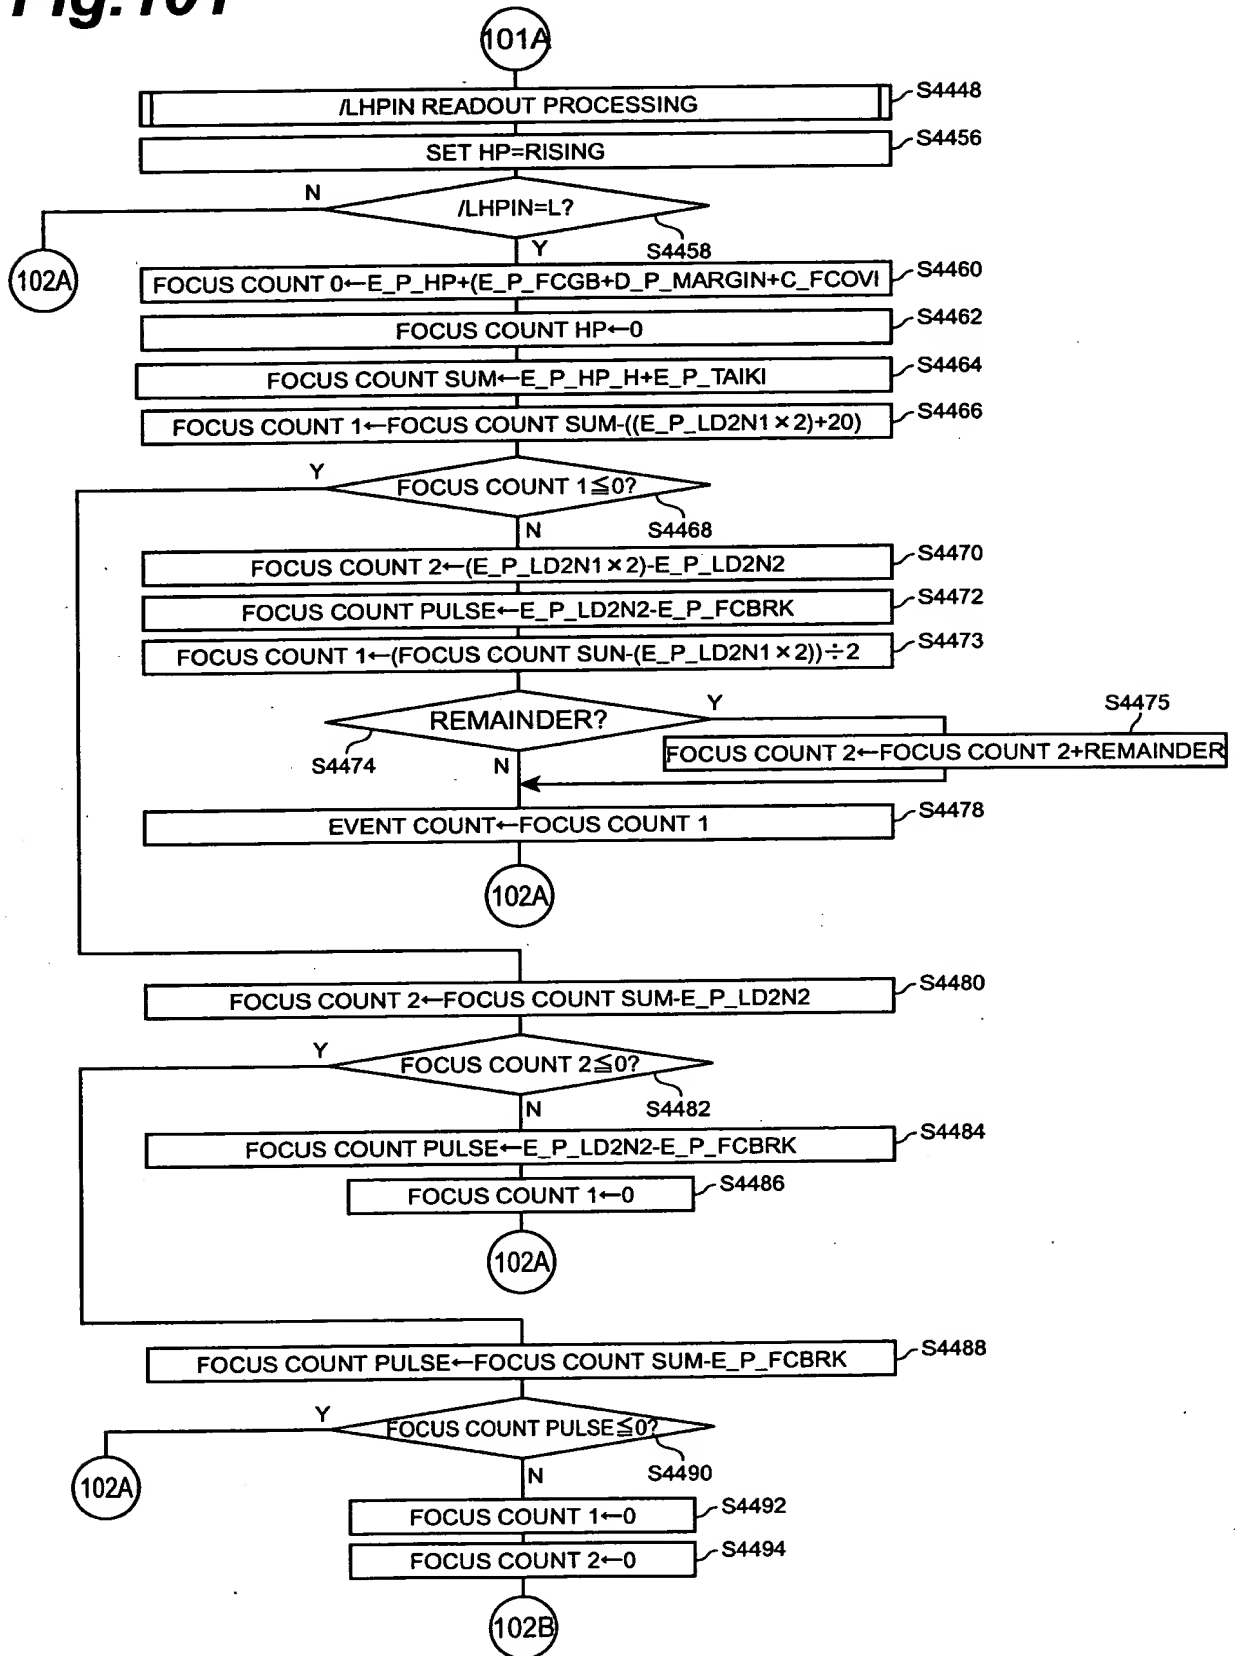 Fig.101
101A
/LHPIN READOUT PROCESSING
S4448
SET HP=RISING
S4456
N
/LHPIN=L?
S4458
Y
102A
FOCUS COUNT 0←E_P_HP+(E_P_FCGB+D_P_MARGIN+C_FCOVI
S4460
FOCUS COUNT HP←0
S4462
FOCUS COUNT SUM←E_P_HP_H+E_P_TAIKI
S4464
FOCUS COUNT 1←FOCUS COUNT SUM-((E_P_LD2N1×2)+20)
S4466
Y
FOCUS COUNT 1≦0?
S4468
N
FOCUS COUNT 2←(E_P_LD2N1×2)-E_P_LD2N2
S4470
FOCUS COUNT PULSE←E_P_LD2N2-E_P_FCBRK
S4472
FOCUS COUNT 1←(FOCUS COUNT SUN-(E_P_LD2N1×2))÷2
S4473
REMAINDER?
Y
S4475
S4474
N
FOCUS COUNT 2←FOCUS COUNT 2+REMAINDER
EVENT COUNT←FOCUS COUNT 1
S4478
102A
FOCUS COUNT 2←FOCUS COUNT SUM-E_P_LD2N2
S4480
Y
FOCUS COUNT 2≦0?
S4482
N
FOCUS COUNT PULSE←E_P_LD2N2-E_P_FCBRK
S4484
FOCUS COUNT 1←0
S4486
102A
FOCUS COUNT PULSE←FOCUS COUNT SUM-E_P_FCBRK
S4488
Y
FOCUS COUNT PULSE≦0?
S4490
N
102A
FOCUS COUNT 1←0
S4492
FOCUS COUNT 2←0
S4494
102B